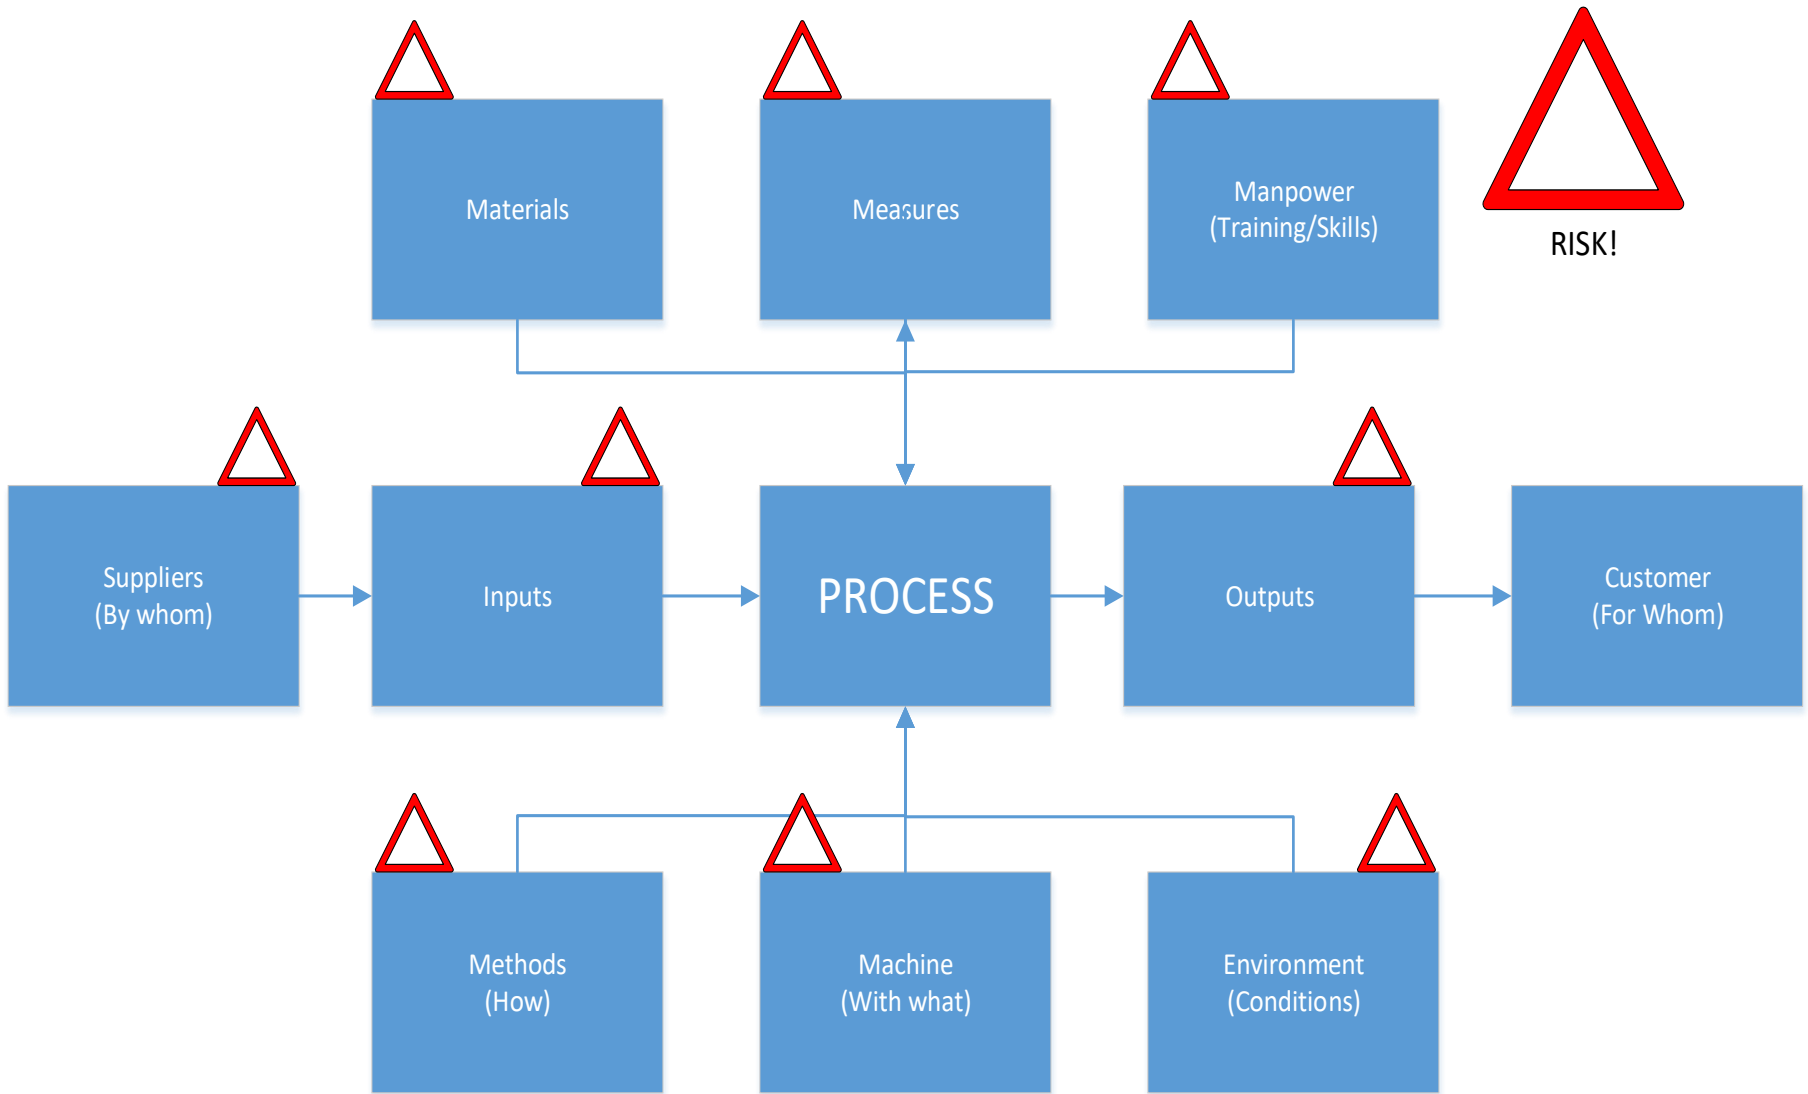 Materials
Measures
Manpower
(Training/Skills)
RISK!
Suppliers
(By whom)
Inputs
PROCESS
Outputs
Customer
(For Whom)
Methods
(How)
Machine
(With what)
Environment
(Conditions)